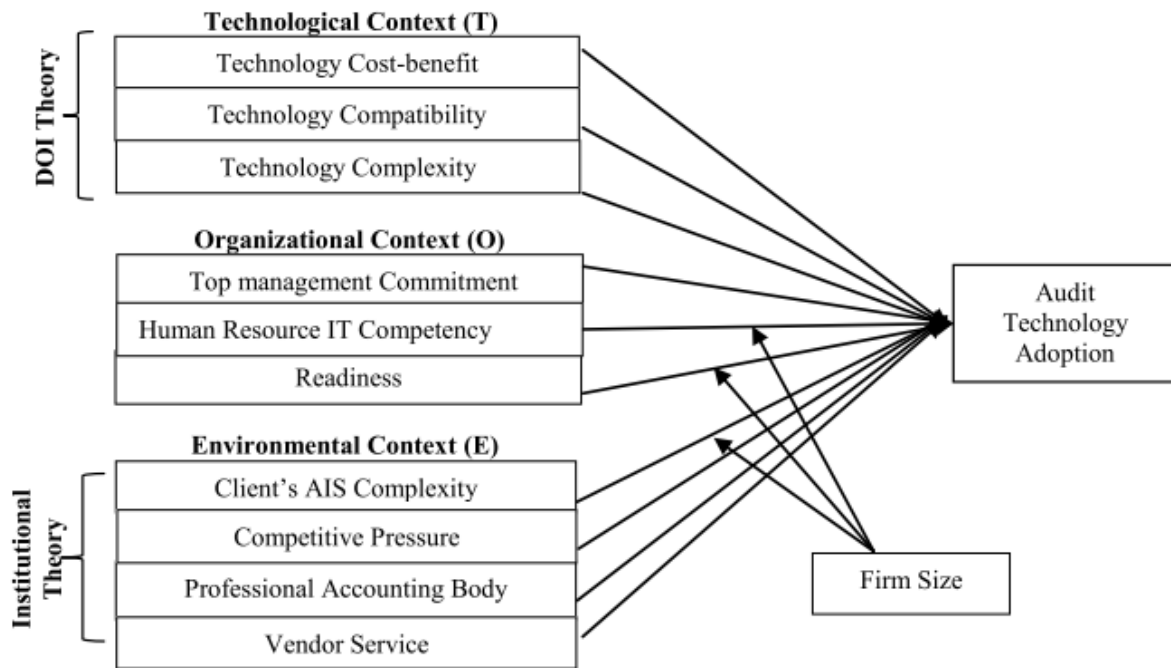 Technological Context (T)
DOI Theory
Technology Cost-benefit
Technology Compatibility
Technology Complexity
Organizational Context (O)
Top management Commitment
Human Resource IT Competency
Readiness
Environmental Context (E)
Institutional
Theory
Client’s AIS Complexity
Competitive Pressure
Professional Accounting Body
Vendor Service
Audit
Technology
Adoption
Firm Size